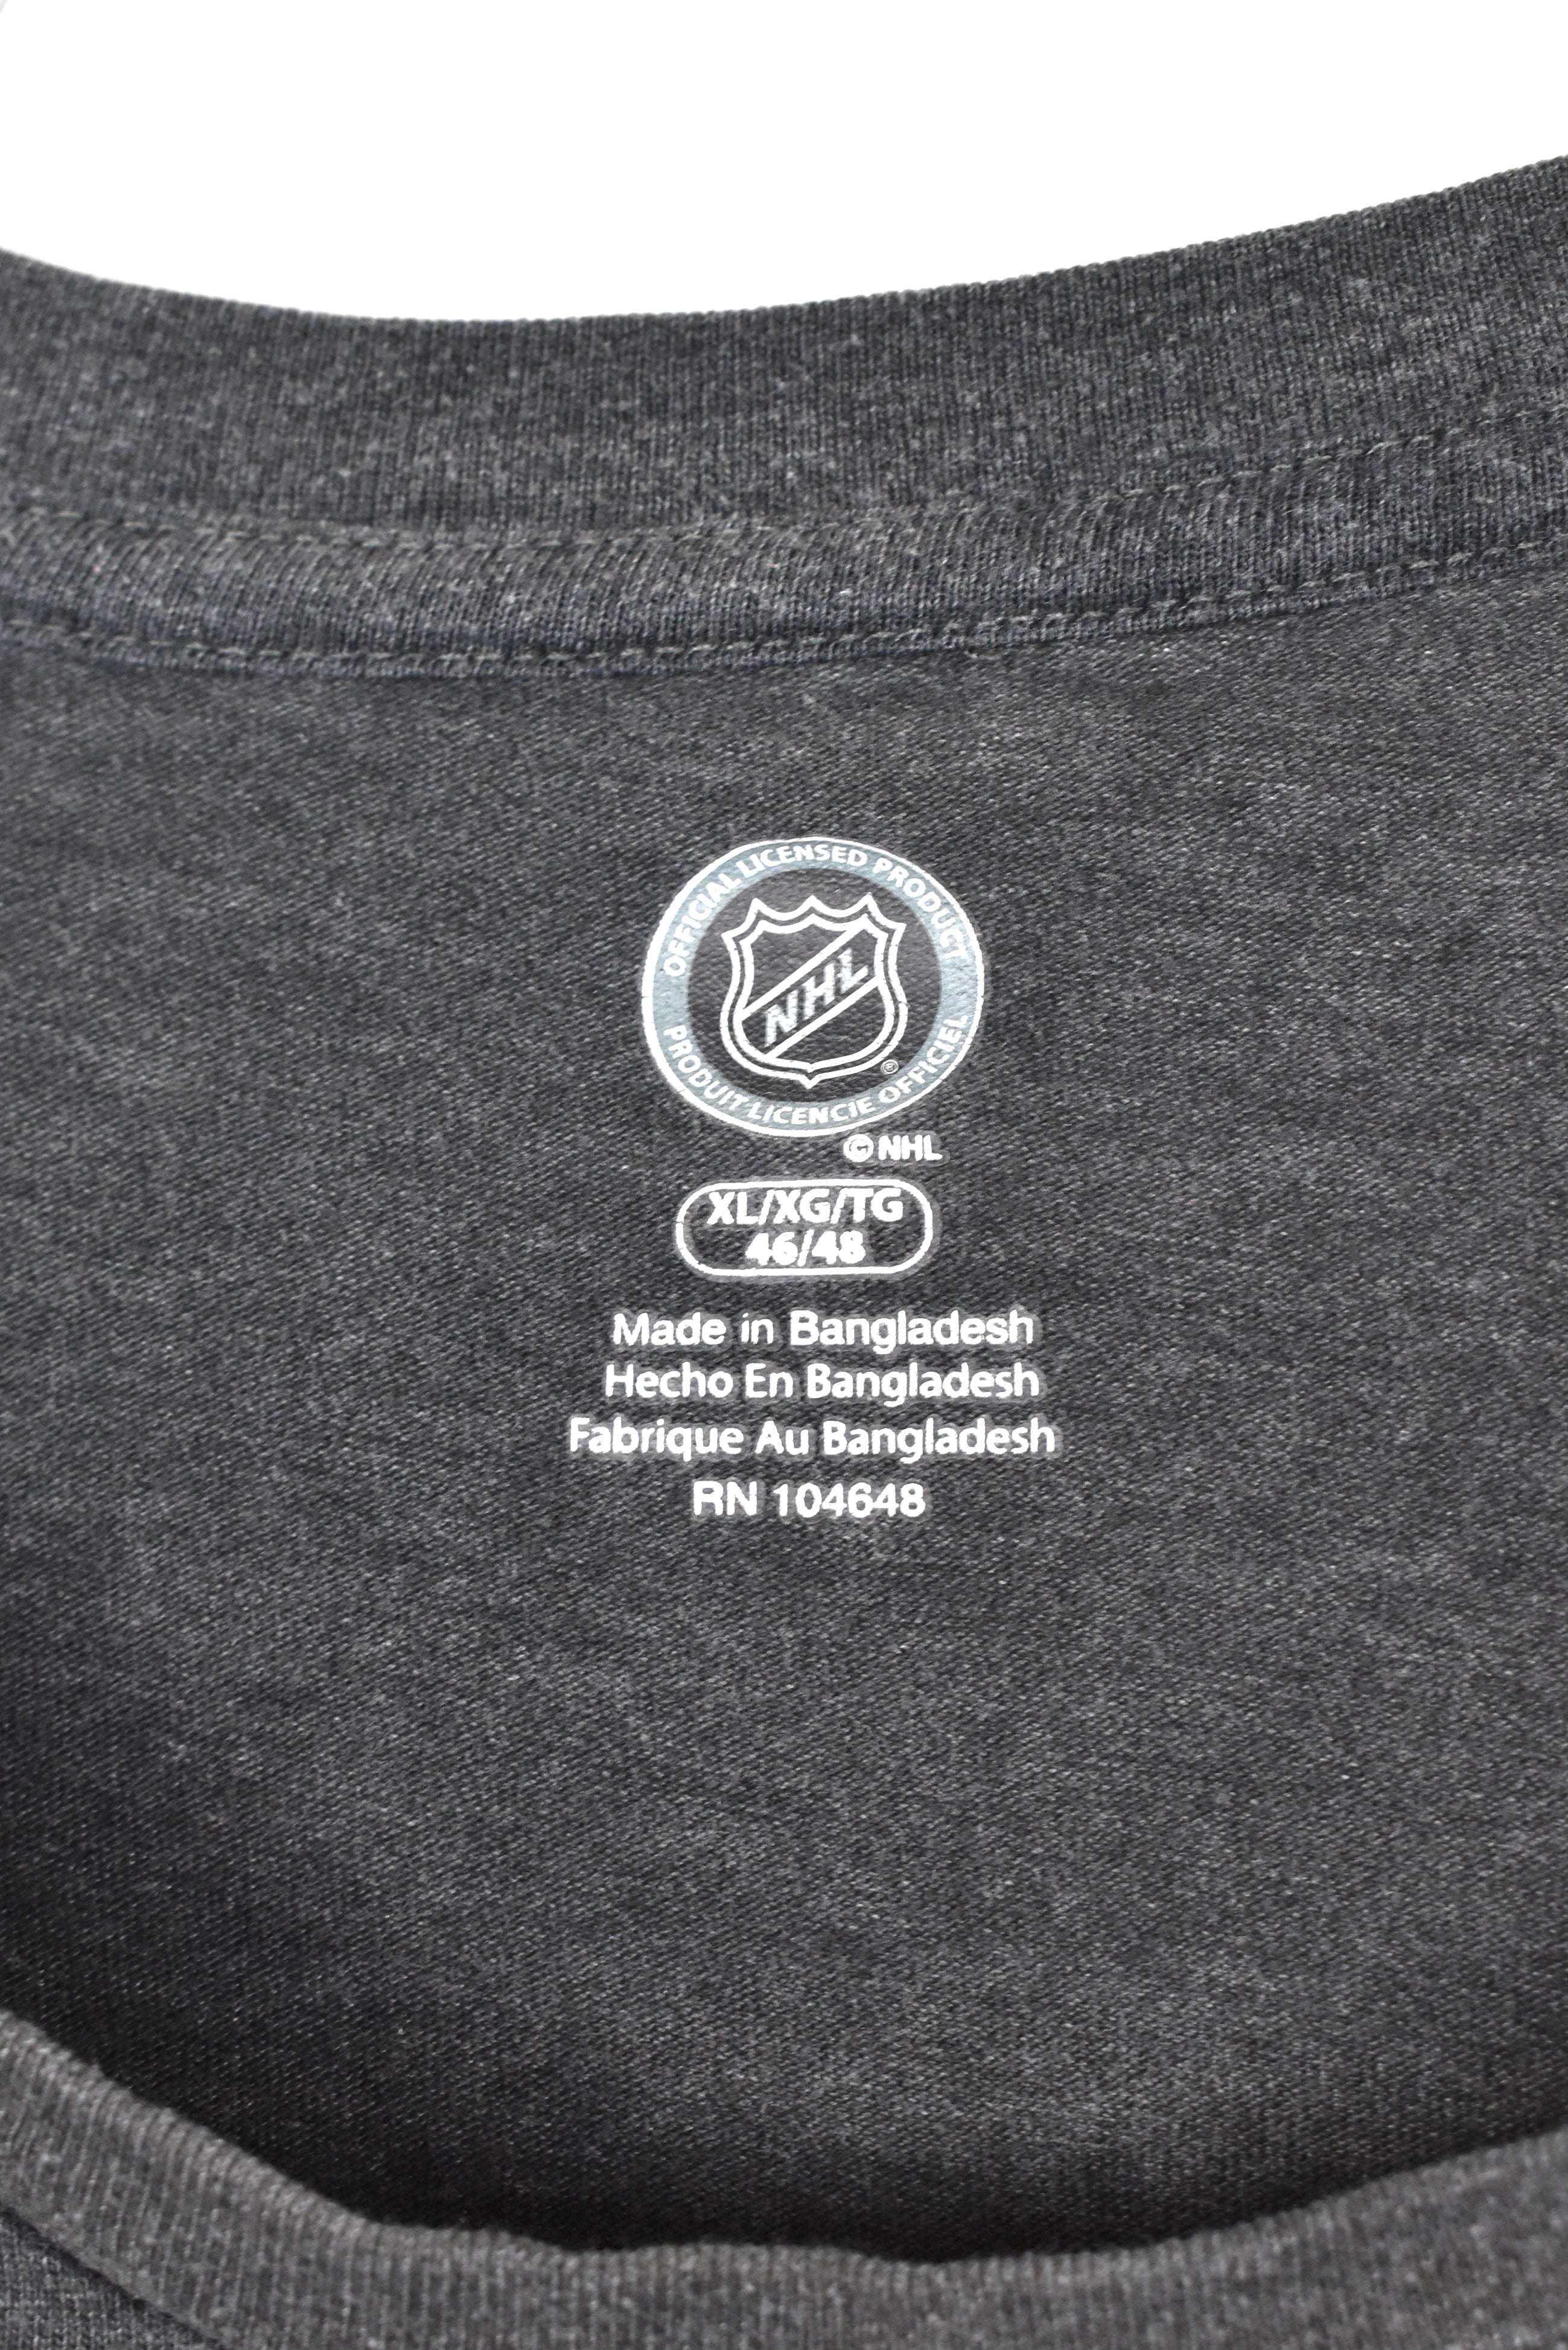 OFFICIAL LICENSED PRODUCT
NHL
®
PRODUIT LICENCIE OFFICIEL
© NHL
XL/XG/TG
46/48
Made in Bangladesh
Hecho En Bangladesh
Fabrique Au Bangladesh
RN 104648